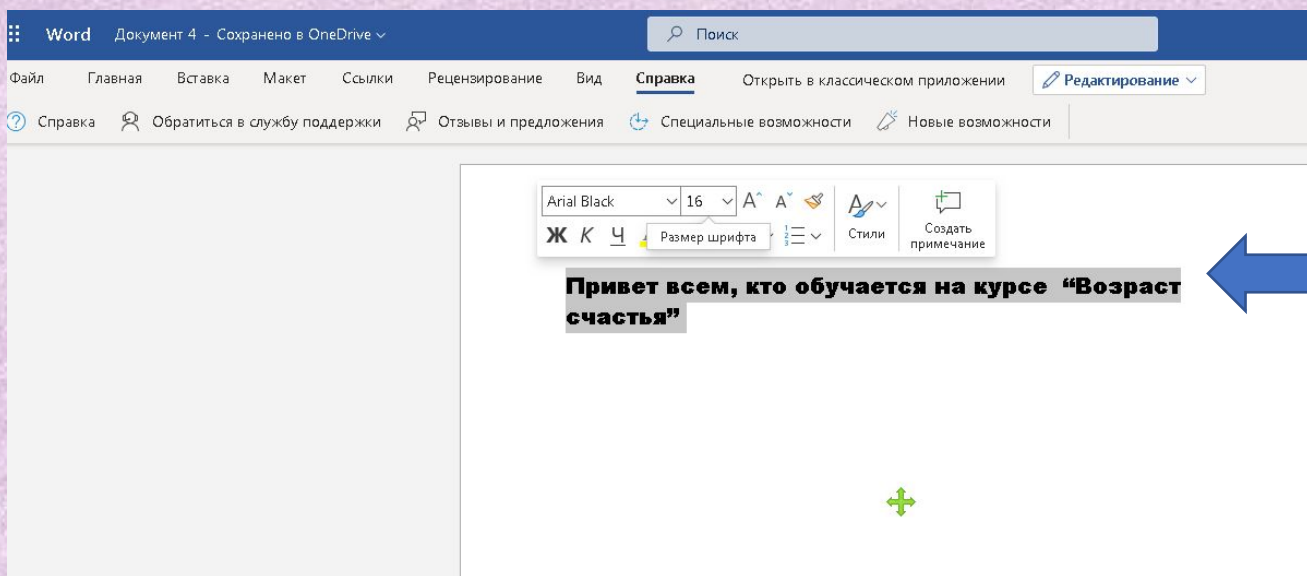 Word Документ 4 - Сохранено в OneDrive
Поиск
Файл Главная Вставка Макет Ссылки Рецензирование Вид Справка Открыть в классическом приложении Редактирование
Справка Обратиться в службу поддержки Отзывы и предложения Специальные возможности Новые возможности
Arial Black 16
Ж К Ч Размер шрифта Стили Создать примечание
Привет всем, кто обучается на курсе “Возраст
счастья”